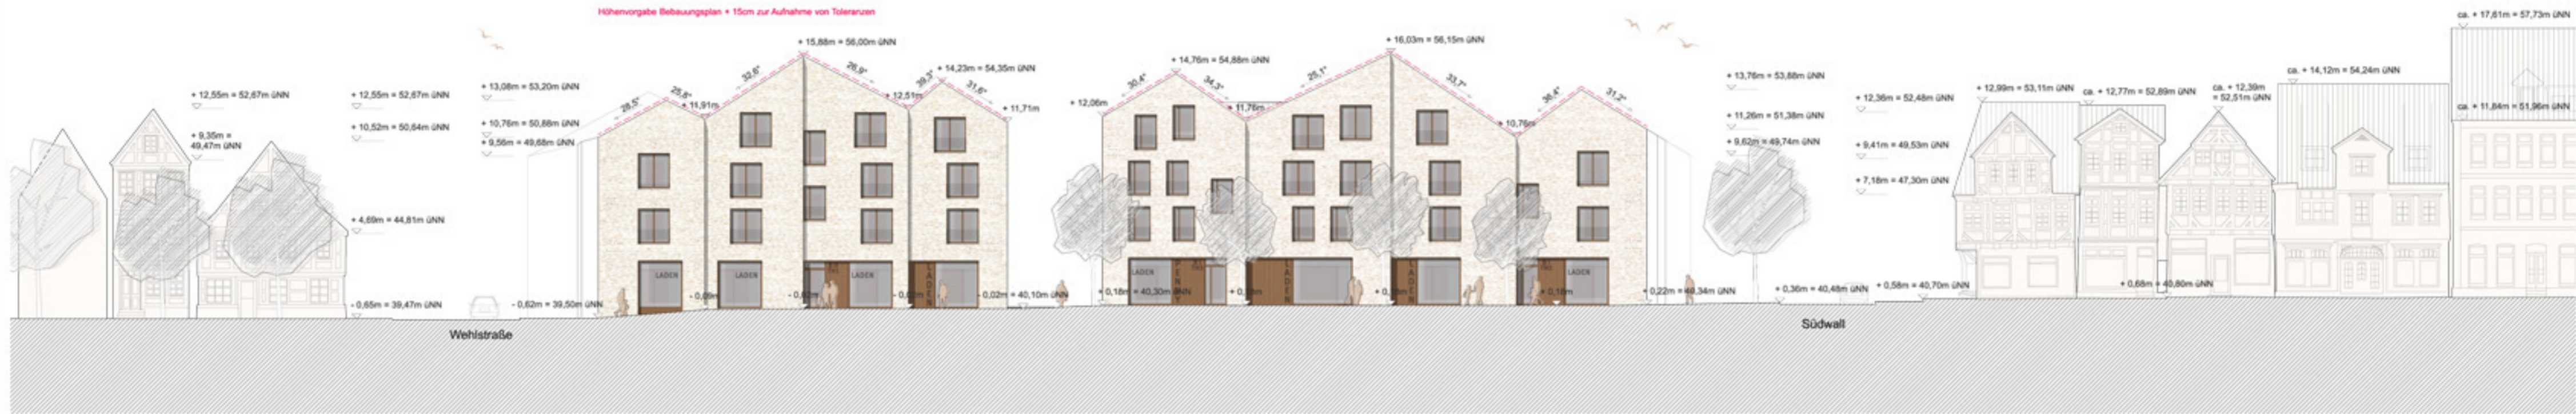 Höhenvorgabe Bebauungsplan + 15cm zur Aufnahme von Toleranzen
+ 12,55m = 52,67m üNN
+ 9,35m =
49,47m üNN
+ 12,55m = 52,67m üNN
+ 10,52m = 50,64m üNN
+ 4,69m = 44,81m üNN
- 0,65m = 39,47m üNN
+ 13,08m = 53,20m üNN
+ 10,76m = 50,88m üNN
+ 9,56m = 49,68m üNN
- 0,62m = 39,50m üNN
Wehlstraße
28,5°
25,8°
+ 11,91m
32,6°
+ 15,88m = 56,00m üNN
26,9°
+ 12,51m
39,3°
+ 14,23m = 54,35m üNN
31,6°
+ 11,71m
LADEN
LADEN
LADEN
LADEN
- 0,02m = 40,10m üNN
+ 12,06m
30,4°
+ 14,76m = 54,88m üNN
34,3°
+ 11,76m
25,1°
+ 16,03m = 56,15m üNN
33,7°
+ 10,76m
36,4°
31,2°
LADEN
PENNY
LADEN
LADEN
LADEN
+ 0,18m = 40,30m üNN
+ 0,18m
+ 0,22m = 40,34m üNN
+ 13,76m = 53,88m üNN
+ 11,26m = 51,38m üNN
+ 9,62m = 49,74m üNN
+ 0,36m = 40,48m üNN
Südwall
+ 12,36m = 52,48m üNN
+ 9,41m = 49,53m üNN
+ 7,18m = 47,30m üNN
+ 0,58m = 40,70m üNN
+ 12,99m = 53,11m üNN
ca. + 12,77m = 52,89m üNN
ca. + 12,39m
= 52,51m üNN
+ 0,68m = 40,80m üNN
ca. + 14,12m = 54,24m üNN
ca. + 17,61m = 57,73m üNN
ca. + 11,84m = 51,96m üNN